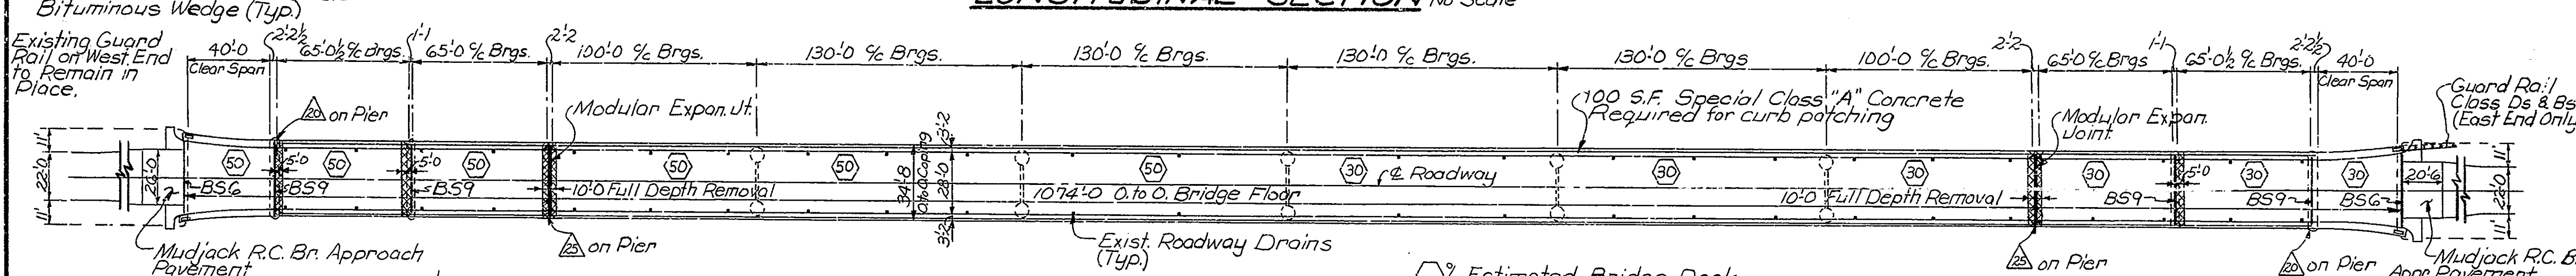 Bituminous Wedge (Typ.)
LONGITUDINAL SECTION No Scale
Existing Guard
Rail on West End
to Remain in
Place.
40'-0
Clear Span
2'-2½
65'-0½ c/c Brgs.
1'-1
65'-0 c/c Brgs.
2'-2
100'-0 c/c Brgs.
130'-0 c/c Brgs.
130'-0 c/c Brgs.
130'-0 c/c Brgs.
130'-0 c/c Brgs
100'-0 c/c Brgs.
2'-2
65'-0 c/c Brgs
1'-1
65'-0½ c/c Brgs.
2'-2½
40'-0
Clear Span
20 on Pier
Modular Expan. Jt.
100 S.F. Special Class "A" Concrete
Required for curb patching
Modular Expan.
Joint
Guard Rail
Class Ds & Bs
(East End Only
11'
22'-0
11'
26'-0
50
5'-0
50
5'-0
50
50
50
50
30
30
30
30
5'-0
30
30
BS6
BS9
BS9
10'-0 Full Depth Removal
34'-8
O.to O.Coping
3'-2
28'-0
3'-2
1074'-0 O. to O. Bridge Floor
℄ Roadway
10'-0 Full Depth Removal
BS9
BS9
BS6
20'-6
11'
22'-0
11'
Mudjack R.C. Br. Approach
Pavement
25 on Pier
Exist. Roadway Drains
(Typ.)
% Estimated Bridge Deck
25 on Pier
20 on Pier
Mudjack R.C. B
Appr. Pavement